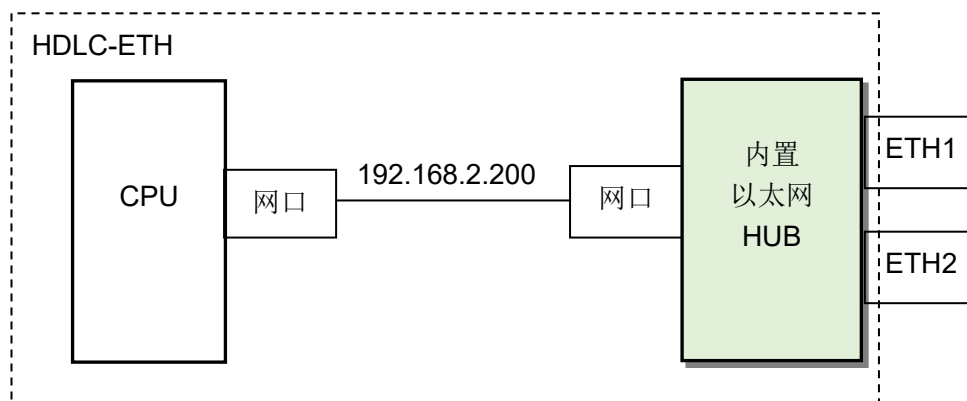 HDLC-ETH
CPU
网口
192.168.2.200
网口
内置
以太网
HUB
ETH1
ETH2